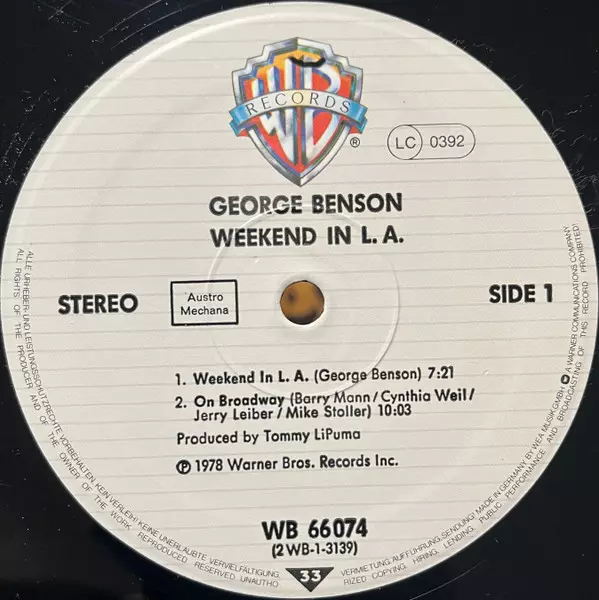 WB
RECORDS
®
LC 0392
GEORGE BENSON
WEEKEND IN L. A.
STEREO
Austro
Mechana
SIDE 1
1. Weekend In L. A. (George Benson) 7:21
2. On Broadway (Barry Mann/Cynthia Weil/
Jerry Leiber/Mike Stoller) 10:03
Produced by Tommy LiPuma
Ⓟ 1978 Warner Bros. Records Inc.
WB 66074
(2 WB-1-3139)
33
ALLE URHEBER- UND LEISTUNGSSCHUTZRECHTE VORBEHALTEN. KEIN VERLEIH! KEINE UNERLAUBTE VERVIELFÄLTIGUNG, VERMIETUNG, AUFFÜHRUNG, SENDUNG! MADE IN GERMANY BY WEA MUSIK GMBH A WARNER COMMUNICATIONS COMPANY
ALL RIGHTS OF THE PRODUCER AND OF THE OWNER OF THE WORK REPRODUCED RESERVED. UNAUTHORIZED COPYING, HIRING, LENDING, PUBLIC PERFORMANCE AND BROADCASTING OF THIS RECORD PROHIBITED!